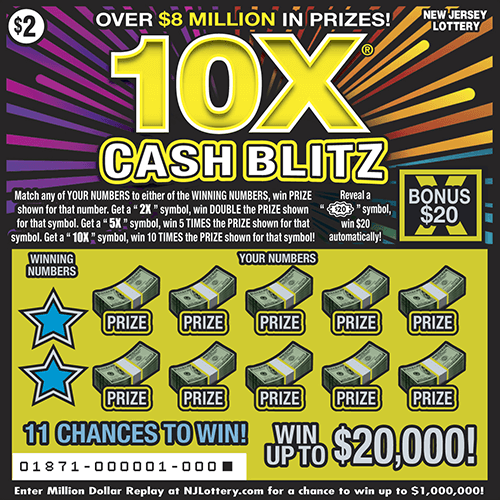 $2
OVER $8 MILLION IN PRIZES!
NEW JERSEY
LOTTERY
10X®
CASH BLITZ
Match any of YOUR NUMBERS to either of the WINNING NUMBERS, win PRIZE
shown for that number. Get a "2X" symbol, win DOUBLE the PRIZE shown
for that symbol. Get a "5X" symbol, win 5 TIMES the PRIZE shown for that
symbol. Get a "10X" symbol, win 10 TIMES the PRIZE shown for that symbol!
Reveal a
"$20" symbol,
win $20
automatically!
BONUS
$20
WINNING
NUMBERS
YOUR NUMBERS
PRIZE PRIZE PRIZE PRIZE PRIZE
PRIZE PRIZE PRIZE PRIZE PRIZE
11 CHANCES TO WIN!
WIN
UP TO $20,000!
01871-000001-000
Enter Million Dollar Replay at NJLottery.com for a chance to win up to $1,000,000!